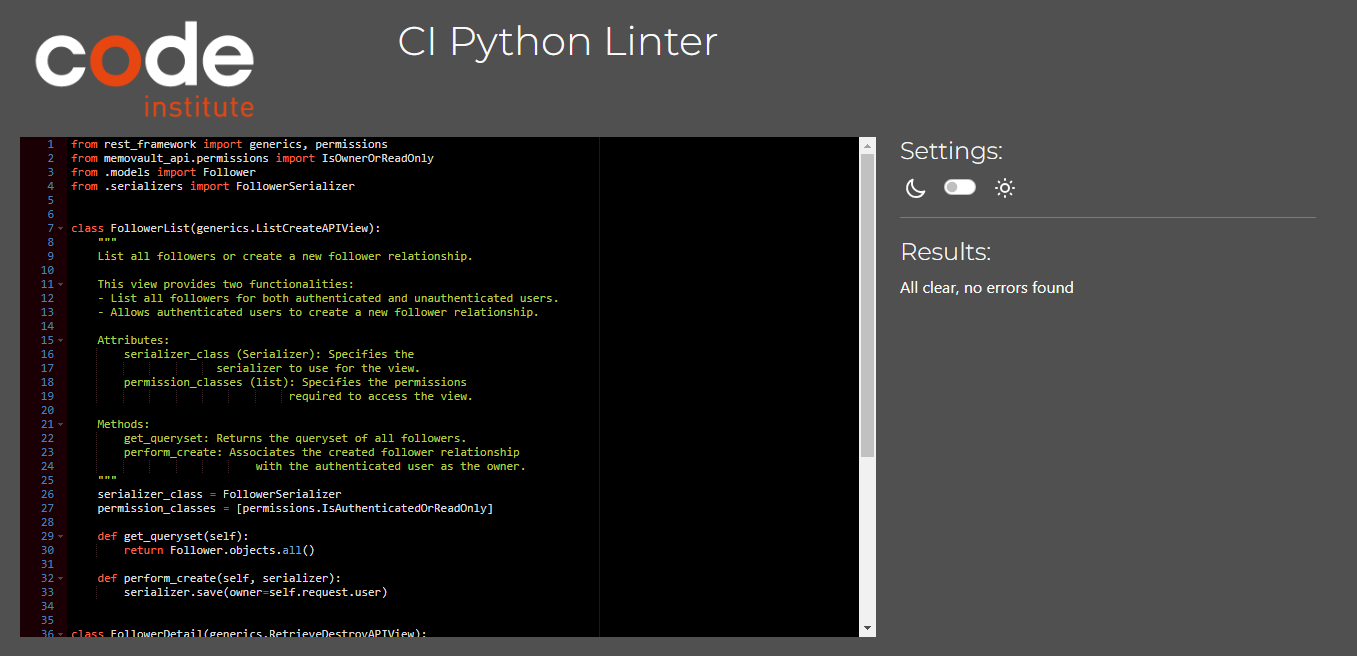 code
institute
CI Python Linter
1 from rest_framework import generics, permissions
2 from memovault_api.permissions import IsOwnerOrReadOnly
3 from .models import Follower
4 from .serializers import FollowerSerializer
5
6
7 class FollowerList(generics.ListCreateAPIView):
8     """
9     List all followers or create a new follower relationship.
10
11     This view provides two functionalities:
12     - List all followers for both authenticated and unauthenticated users.
13     - Allows authenticated users to create a new follower relationship.
14
15     Attributes:
16         serializer_class (Serializer): Specifies the
17                       serializer to use for the view.
18         permission_classes (list): Specifies the permissions
19                                  required to access the view.
20
21     Methods:
22         get_queryset: Returns the queryset of all followers.
23         perform_create: Associates the created follower relationship
24                             with the authenticated user as the owner.
25     """
26     serializer_class = FollowerSerializer
27     permission_classes = [permissions.IsAuthenticatedOrReadOnly]
28
29     def get_queryset(self):
30         return Follower.objects.all()
31
32     def perform_create(self, serializer):
33         serializer.save(owner=self.request.user)
34
35
36 class FollowerDetail(generics.RetrieveDestroyAPIView):
Settings:
Results:
All clear, no errors found